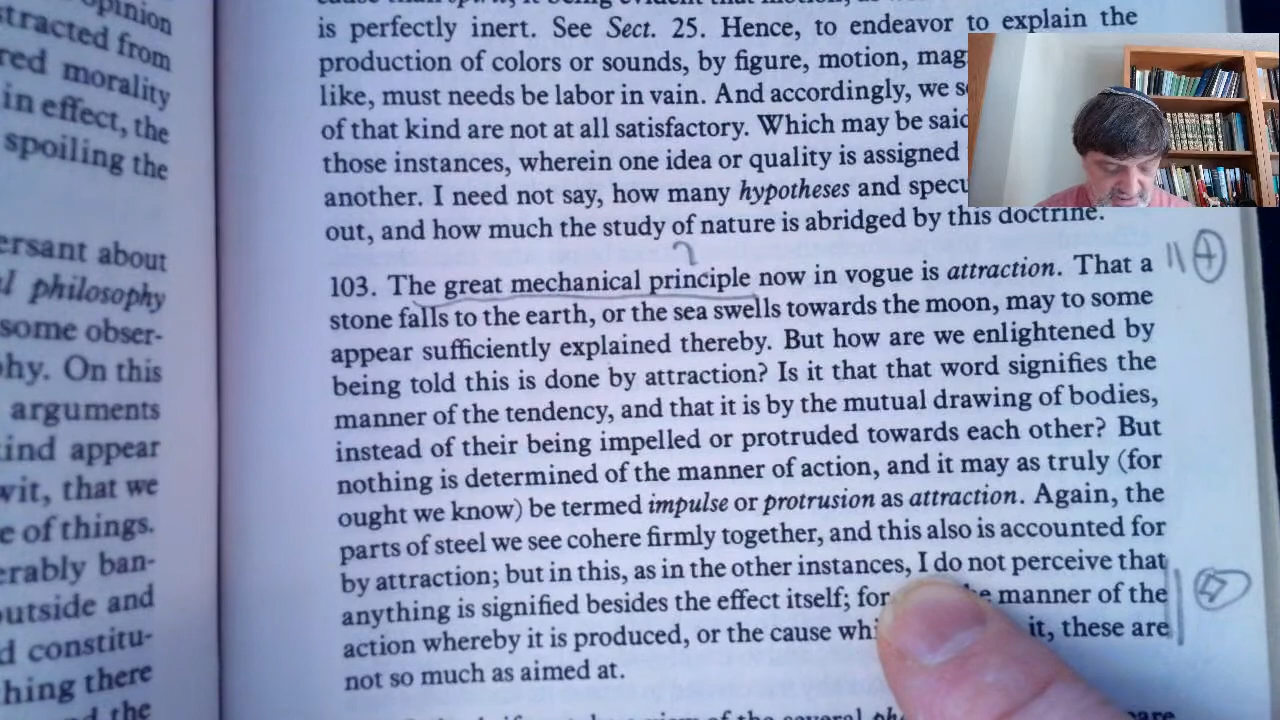 opinion
stracted from
red morality
in effect, the
spoiling the
ersant about
l philosophy
some obser-
hy. On this
arguments
kind appear
wit, that we
e of things.
erably ban-
outside and
d constitu-
hing there
d the
is perfectly inert. See Sect. 25. Hence, to endeavor to explain the
production of colors or sounds, by figure, motion, mag
like, must needs be labor in vain. And accordingly, we s
of that kind are not at all satisfactory. Which may be said
those instances, wherein one idea or quality is assigned
another. I need not say, how many hypotheses and specu
out, and how much the study of nature is abridged by this doctrine.
103. The great mechanical principle now in vogue is attraction. That a
stone falls to the earth, or the sea swells towards the moon, may to some
appear sufficiently explained thereby. But how are we enlightened by
being told this is done by attraction? Is it that that word signifies the
manner of the tendency, and that it is by the mutual drawing of bodies,
instead of their being impelled or protruded towards each other? But
nothing is determined of the manner of action, and it may as truly (for
ought we know) be termed impulse or protrusion as attraction. Again, the
parts of steel we see cohere firmly together, and this also is accounted for
by attraction; but in this, as in the other instances, I do not perceive that
anything is signified besides the effect itself; for manner of the
action whereby it is produced, or the cause whi it, these are
not so much as aimed at.